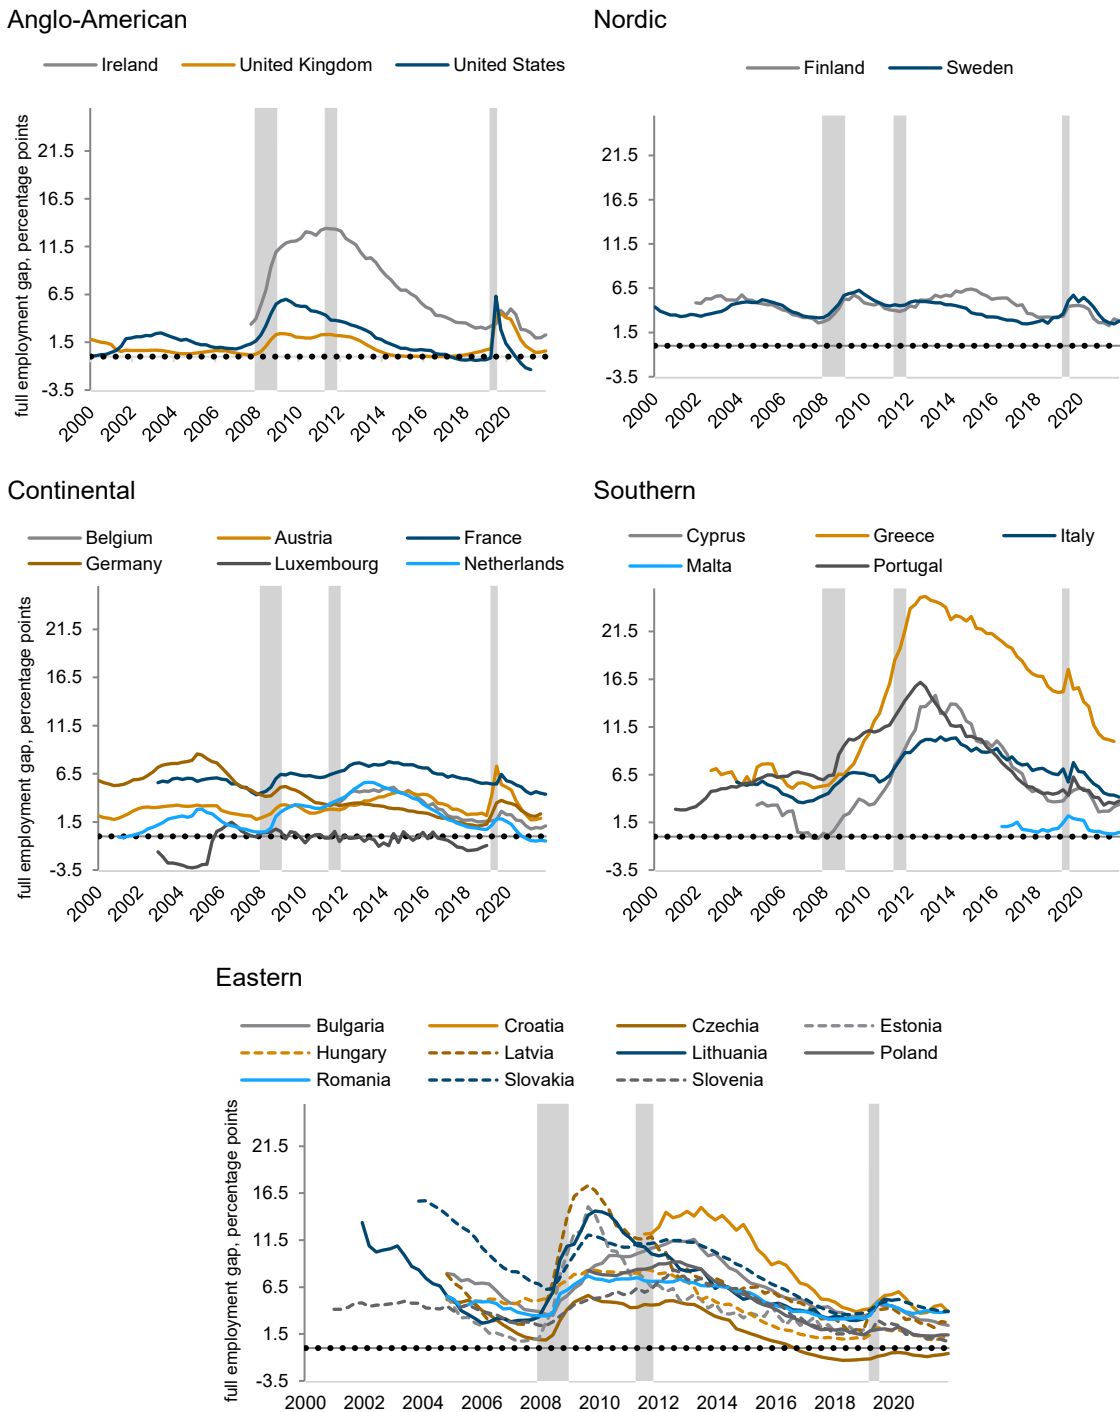 Anglo-American
Ireland United Kingdom United States
full employment gap, percentage points
21.5
16.5
11.5
6.5
1.5
-3.5
2000 2002 2004 2006 2008 2010 2012 2014 2016 2018 2020
Nordic
Finland Sweden
21.5
16.5
11.5
6.5
1.5
-3.5
2000 2002 2004 2006 2008 2010 2012 2014 2016 2018 2020
Continental
Belgium Austria France
Germany Luxembourg Netherlands
full employment gap, percentage points
21.5
16.5
11.5
6.5
1.5
-3.5
2000 2002 2004 2006 2008 2010 2012 2014 2016 2018 2020
Southern
Cyprus Greece Italy
Malta Portugal
21.5
16.5
11.5
6.5
1.5
-3.5
2000 2002 2004 2006 2008 2010 2012 2014 2016 2018 2020
Eastern
Bulgaria Croatia Czechia Estonia
Hungary Latvia Lithuania Poland
Romania Slovakia Slovenia
full employment gap, percentage points
21.5
16.5
11.5
6.5
1.5
-3.5
2000 2002 2004 2006 2008 2010 2012 2014 2016 2018 2020